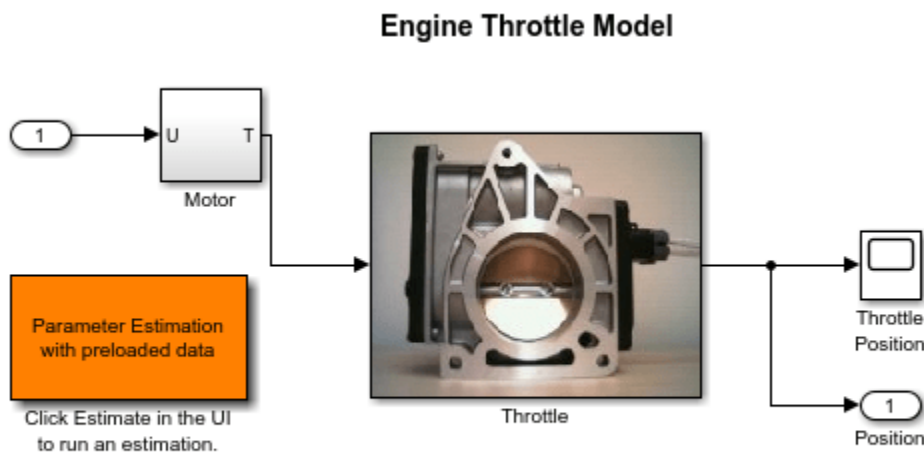 Engine Throttle Model
1
U T
Motor
Parameter Estimation
with preloaded data
Click Estimate in the UI
to run an estimation.
Throttle
Throttle
Position
1
Position